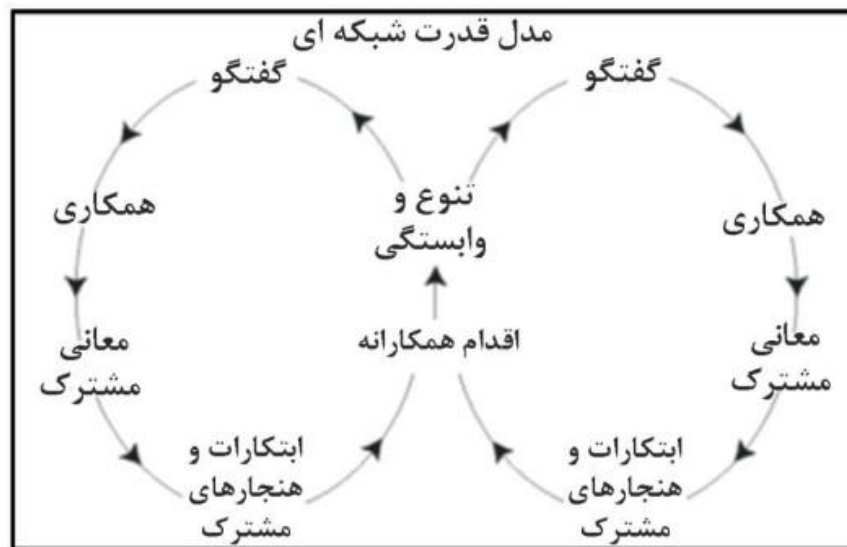 مدل قدرت شبکه ای
گفتگو
گفتگو
تنوع و
وابستگی
همکاری
همکاری
اقدام همکارانه
معانی
مشترک
معانی
مشترک
ابتکارات و
هنجارهای
مشترک
ابتکارات و
هنجارهای
مشترک